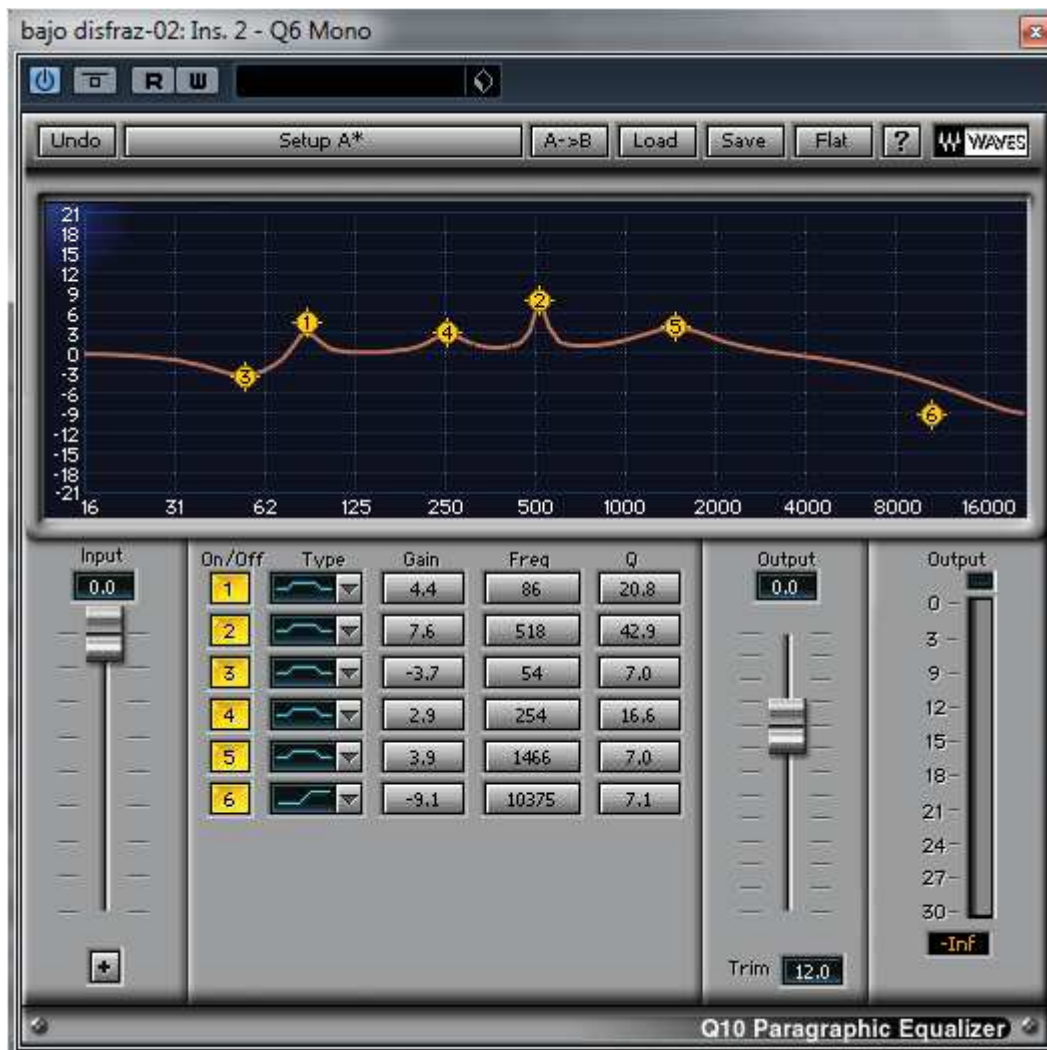 bajo disfraz-02: Ins. 2 - Q6 Mono
R W
Undo Setup A* A->B Load Save Flat ? WAVES
21
18
15
12
9
6
3
0
-3
-6
-9
-12
-15
-18
-21
1 4 2 5
3 6
16 31 62 125 250 500 1000 2000 4000 8000 16000
Input On/Off Type Gain Freq Q Output Output
0.0 1 4.4 86 20.8 0.0
2 7.6 518 42.9
3 -3.7 54 7.0
4 2.9 254 16.6
5 3.9 1466 7.0
6 -9.1 10375 7.1
0
3
9
12
15
18
21
24
27
30
-Inf
+
Trim 12.0
Q10 Paragraphic Equalizer